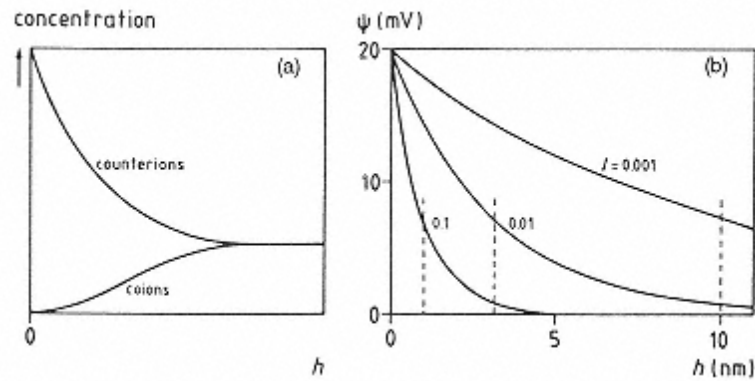 concentration
(a)
counterions
coions
0
h
ψ (mV)
20
(b)
I = 0.001
10
0.1
0.01
0
0
5
10
h (nm)